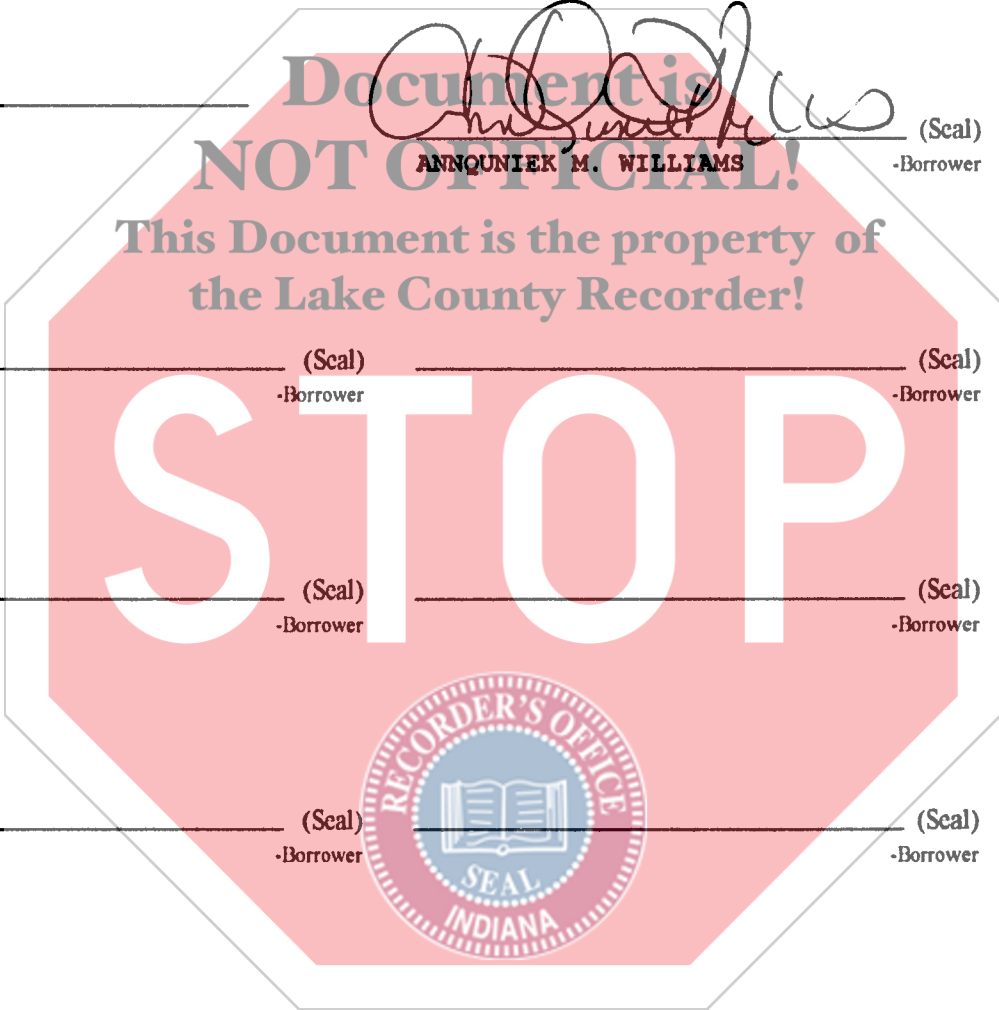 Document is
(Seal)
NOT OFFICIAL!
ANNQUNIEK M. WILLIAMS
-Borrower
This Document is the property of
the Lake County Recorder!
(Seal) (Seal)
-Borrower -Borrower
STOP
(Seal) (Seal)
-Borrower -Borrower
RECORDER'S OFFICE
(Seal) (Seal)
-Borrower -Borrower
SEAL
INDIANA